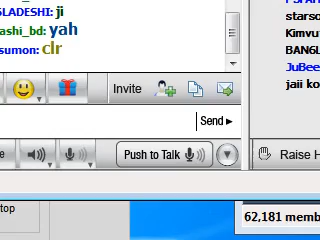 GLADESHI: ji
ashi_bd: yah
sumon: clr
Invite
Send
e
Push to Talk
starso
Kimvu
BANGL
JuBee
jaii ko
Raise H
top
62,181 memb